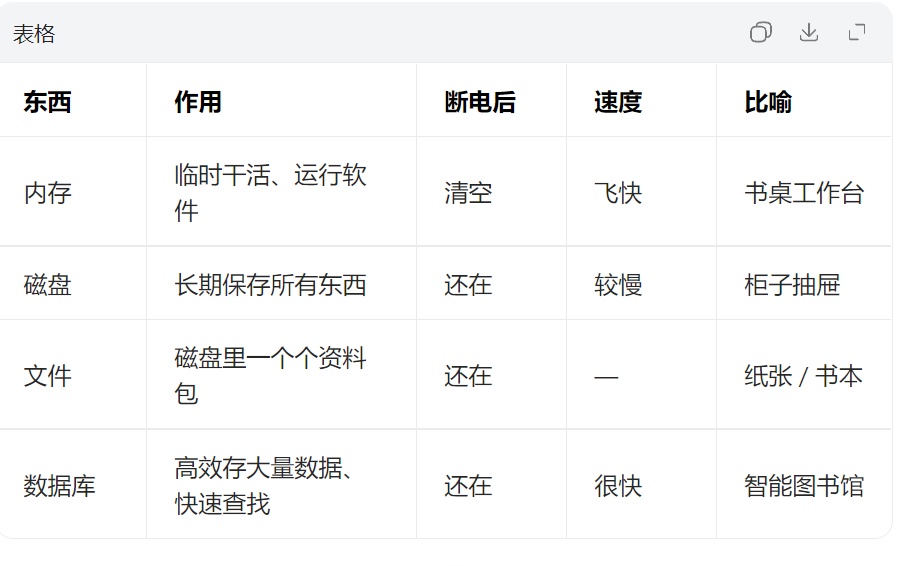 表格
东西 作用 断电后 速度 比喻
内存 临时干活、运行软件 清空 飞快 书桌工作台
磁盘 长期保存所有东西 还在 较慢 柜子抽屉
文件 磁盘里一个个资料包 还在 — 纸张 / 书本
数据库 高效存大量数据、快速查找 还在 很快 智能图书馆